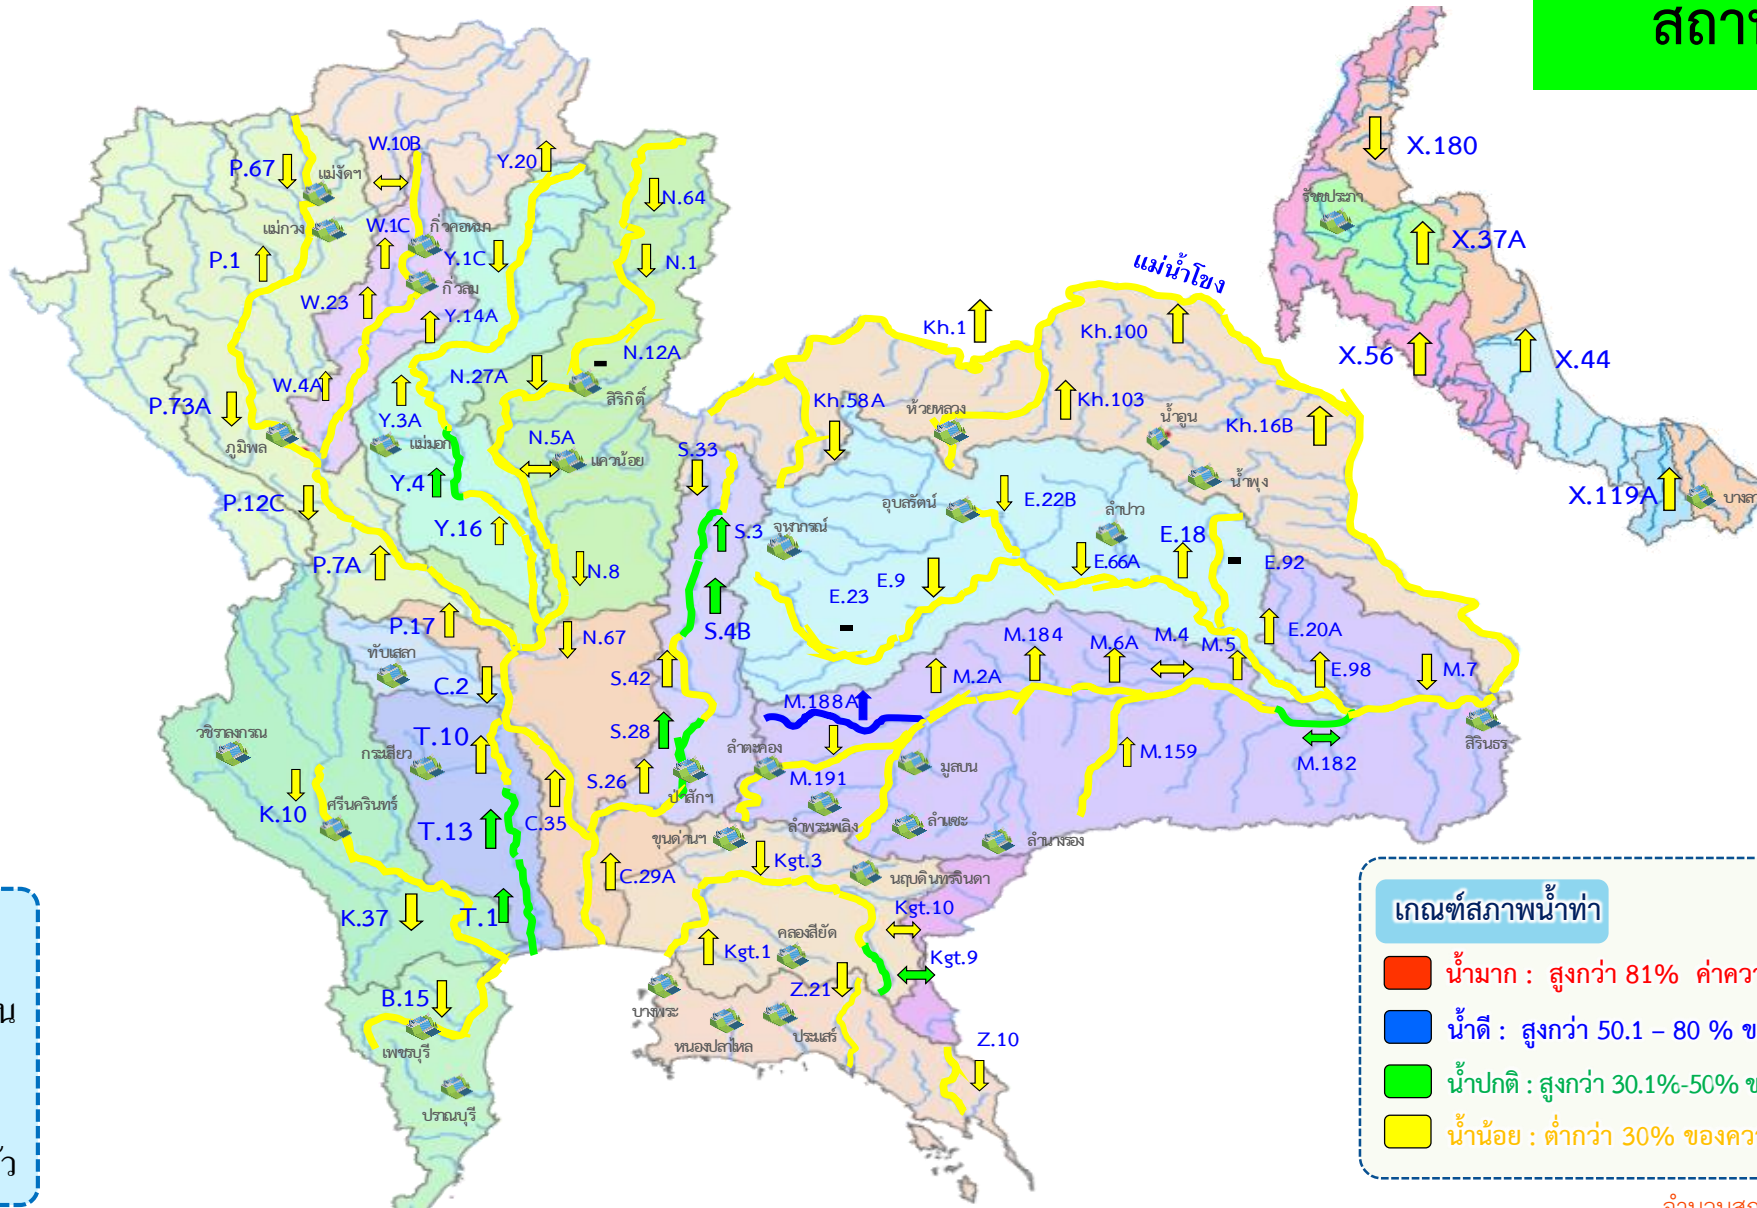 แม่น้ำโขง
P.67
แม่งัดฯ
W.10B
Y.20
N.64
X.180
แม่กวง
W.1C
กิ่วคอหมา
Y.1C
รัชชประภา
X.37A
P.1
N.1
W.23
กิ่วลม
Y.14A
Kh.1
Kh.100
X.56
X.44
N.12A
N.27A
สิริกิติ์
W.4A
P.73A
Y.3A
Kh.58A
ห้วยหลวง
Kh.103
น้ำอูน
Kh.16B
ภูมิพล
แม่มอก
N.5A
แควน้อย
S.33
น้ำพุง
Y.4
P.12C
Y.16
อุบลรัตน์
E.22B
ลำปาว
X.119A
S.3
จุฬาภรณ์
E.18
P.7A
N.8
E.9
E.66A
E.92
E.23
P.17
N.67
S.4B
M.184
M.6A
M.4
M.5
E.20A
ทับเสลา
C.2
S.42
M.2A
E.98
M.7
M.188A
วชิราลงกรณ
T.10
กระเสียว
S.28
ลำตะคอง
M.191
มูลบน
M.159
M.182
สิรินธร
S.26
ป่าสักฯ
K.10
ศรีนครินทร์
T.13
C.35
ขุนด่านฯ
ลำพระเพลิง
ลำแชะ
ลำนางรอง
Kgt.3
C.29A
นฤบดินทรจินดา
K.37
T.1
Kgt.10
Kgt.1
คลองสียัด
Kgt.9
B.15
เพชรบุรี
บางพระ
หนองปลาไหล
Z.21
ประแสร์
Z.10
ปราณบุรี
เกณฑ์สภาพน้ำท่า
น้ำมาก : สูงกว่า 81%
น้ำดี : สูงกว่า 50.1 – 80 %
น้ำปกติ : สูงกว่า 30.1%-50%
น้ำน้อย : ต่ำกว่า 30%